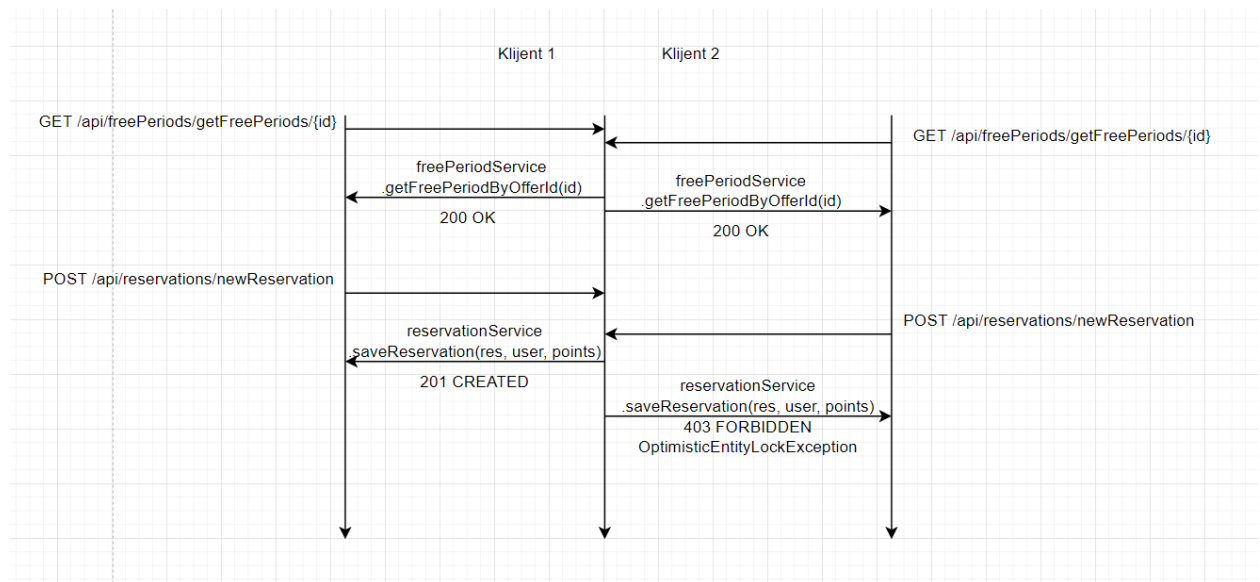 Klijent 1
Klijent 2
GET /api/freePeriods/getFreePeriods/{id}
GET /api/freePeriods/getFreePeriods/{id}
freePeriodService
.getFreePeriodByOfferId(id)
200 OK
freePeriodService
.getFreePeriodByOfferId(id)
200 OK
POST /api/reservations/newReservation
POST /api/reservations/newReservation
reservationService
.saveReservation(res, user, points)
201 CREATED
reservationService
.saveReservation(res, user, points)
403 FORBIDDEN
OptimisticEntityLockException